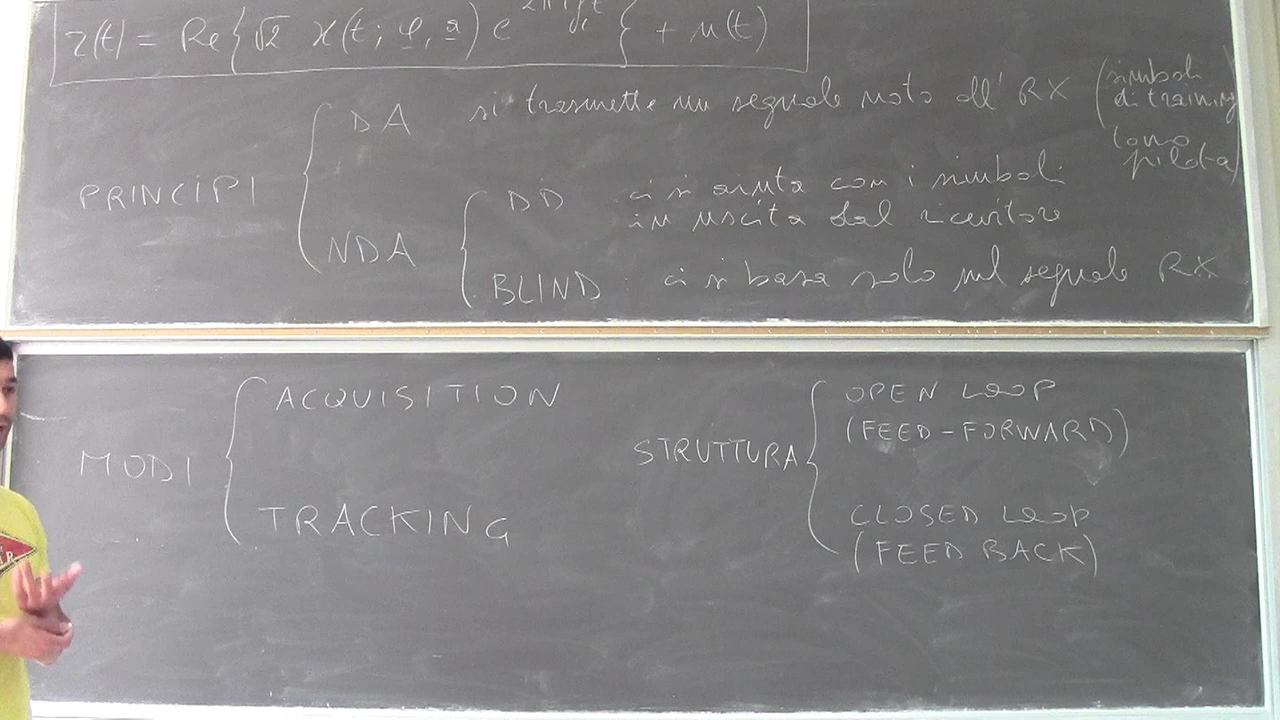 r(t) = Re{√2 x(t; φ, a) e^{2πjf_c t}} + n(t)
PRINCIPI
DA si trasmette un segnale noto all' RX (simboli di training
tono pilota)
NDA
DD ci si aiuta con i simboli
in uscita dal ricevitore
BLIND ci si basa solo sul segnale RX
MODI
ACQUISITION
TRACKING
STRUTTURA
OPEN LOOP
(FEED-FORWARD)
CLOSED LOOP
(FEED BACK)